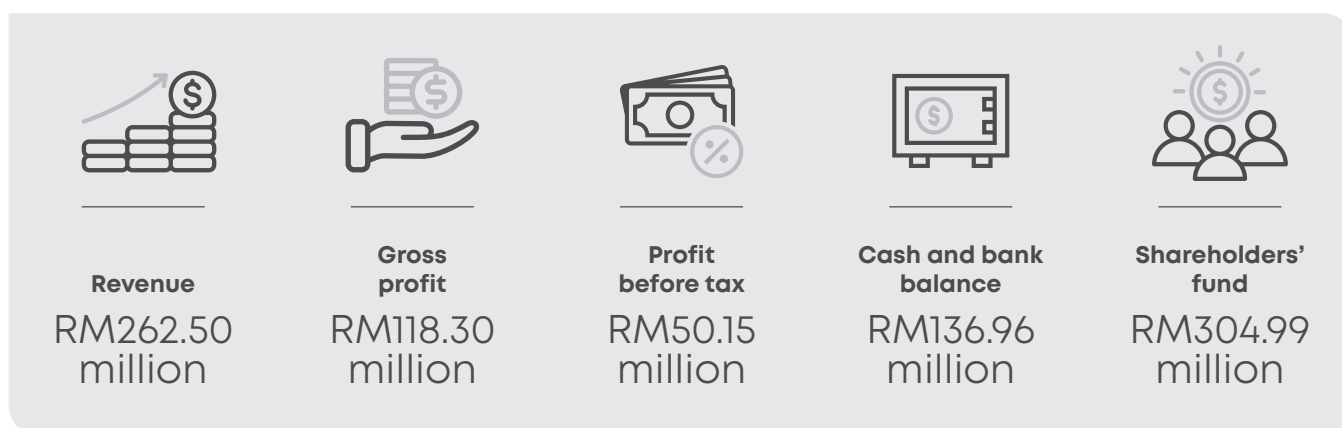 Revenue
RM262.50
million
Gross
profit
RM118.30
million
Profit
before tax
RM50.15
million
Cash and bank
balance
RM136.96
million
Shareholders’
fund
RM304.99
million